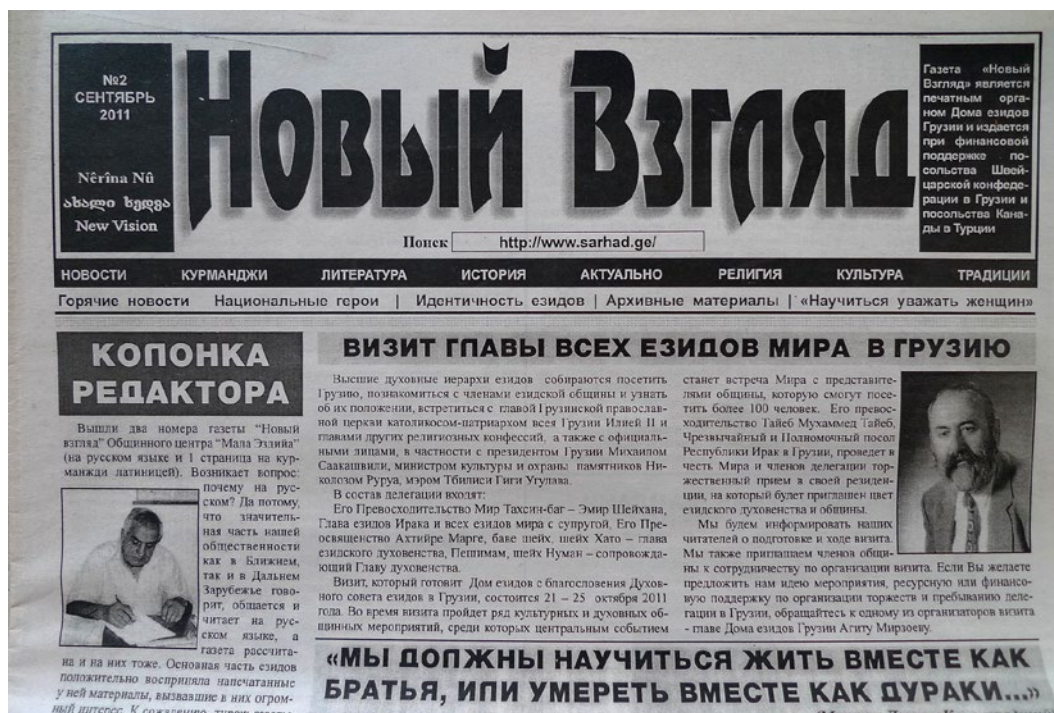 №2
СЕНТЯБРЬ
2011
Nêrîna Nû
ახალი ხედვა
New Vision
Новый Взгляд
Газета «Новый
Взгляд» является
печатным орга-
ном Дома езидов
Грузии и издается
при финансовой
поддержке по-
сольства Швей-
царской конфеде-
рации в Грузии и
посольства Кана-
ды в Турции
Поиск http://www.sarhad.ge/
НОВОСТИ КУРМАНДЖИ ЛИТЕРАТУРА ИСТОРИЯ АКТУАЛЬНО РЕЛИГИЯ КУЛЬТУРА ТРАДИЦИИ
Горячие новости Национальные герои | Идентичность езидов | Архивные материалы | «Научиться уважать женщин»
КОЛОНКА
РЕДАКТОРА
Вышли два номера газеты “Новый
взгляд” Общинного центра “Мала Эздийа”
(на русском языке и 1 страница на кур-
манжди латиницей). Возникает вопрос:
почему на рус-
ском? Да потому,
что значитель-
ная часть нашей
общественности
как в Ближнем,
так и в Дальнем
Зарубежье гово-
рит, общается и
читает на рус-
ском языке, а
газета рассчита-
на и на них тоже. Основная часть езидов
положительно восприняла напечатанные
у ней материалы, вызвавшие в них огром-
ный интерес. К сожалению,
ВИЗИТ ГЛАВЫ ВСЕХ ЕЗИДОВ МИРА В ГРУЗИЮ
Высшие духовные иерархи езидов собираются посетить
Грузию, познакомиться с членами езидской общины и узнать
об их положении, встретиться с главой Грузинской православ-
ной церкви католикосом-патриархом всея Грузии Илией II и
главами других религиозных конфессий, а также с официаль-
ными лицами, в частности с президентом Грузии Михаилом
Саакашвили, министром культуры и охраны памятников Ни-
колозом Руруа, мэром Тбилиси Гиги Угулава.
В состав делегации входят:
Его Превосходительство Мир Тахсин-баг – Эмир Шейхана,
Глава езидов Ирака и всех езидов мира с супругой, Его Пре-
освященство Ахтийре Марге, баве шейх, шейх Хато – глава
езидского духовенства, Пешимам, шейх Нуман – сопровожда-
ющий Главу духовенства.
Визит, который готовит Дом езидов с благословения Духов-
ного совета езидов в Грузии, состоится 21 – 25 октября 2011
года. Во время визита пройдет ряд культурных и духовных об-
щинных мероприятий, среди которых центральным событием
станет встреча Мира с представите-
лями общины, которую смогут посе-
тить более 100 человек. Его превос-
ходительство Тайеб Мухаммед Тайеб,
Чрезвычайный и Полномочный посол
Республики Ирак в Грузии, проведет в
честь Мира и членов делегации тор-
жественный прием в своей резиден-
ции, на который будет приглашен цвет
езидского духовенства и общины.
Мы будем информировать наших
читателей о подготовке и ходе визита.
Мы также приглашаем членов общи-
ны к сотрудничеству по организации визита. Если Вы желаете
предложить нам идею мероприятия, ресурсную или финансо-
вую поддержку по организации торжеств и пребыванию деле-
гации в Грузии, обращайтесь к одному из организаторов визита
- главе Дома езидов Грузии Агиту Мирзоеву.
«МЫ ДОЛЖНЫ НАУЧИТЬСЯ ЖИТЬ ВМЕСТЕ КАК
БРАТЬЯ, ИЛИ УМЕРЕТЬ ВМЕСТЕ КАК ДУРАКИ...»